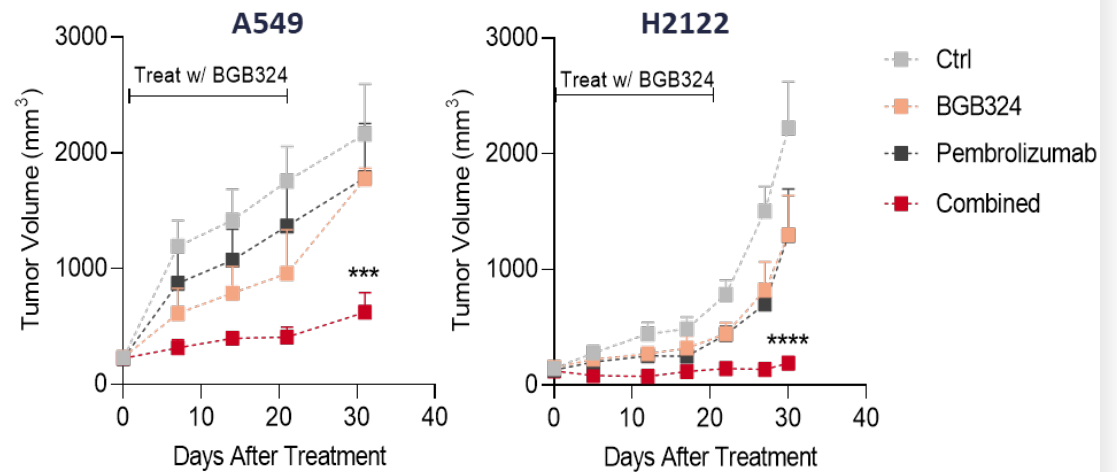 A549
3000
2000
1000
0
Tumor Volume (mm³)
Treat w/ BGB324
***
0 10 20 30 40
Days After Treatment
H2122
3000
2000
1000
0
Tumor Volume (mm³)
Treat w/ BGB324
****
0 10 20 30 40
Days After Treatment
Ctrl
BGB324
Pembrolizumab
Combined